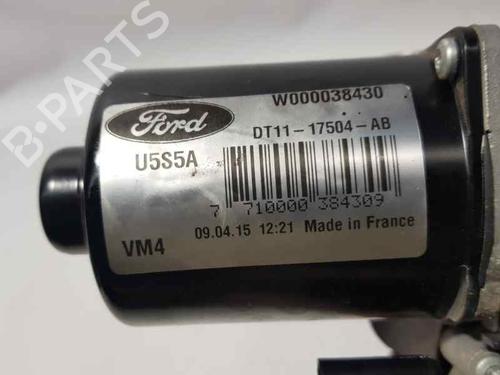 B-PARTS
W000038430
Ford
DT11-17504-AB
U5S5A
7 710000 384309
VM4
09.04.15 12:21 Made in France